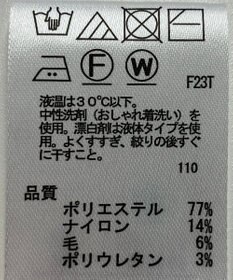 F
W
F23T
液温は30℃以下。
中性洗剤(おしゃれ着洗い)を
使用。漂白剤は液体タイプを使
用。よくすすぎ、絞りの後すぐ
に干すこと。
110
品質
ポリエステル 77%
ナイロン 14%
毛 6%
ポリウレタン 3%